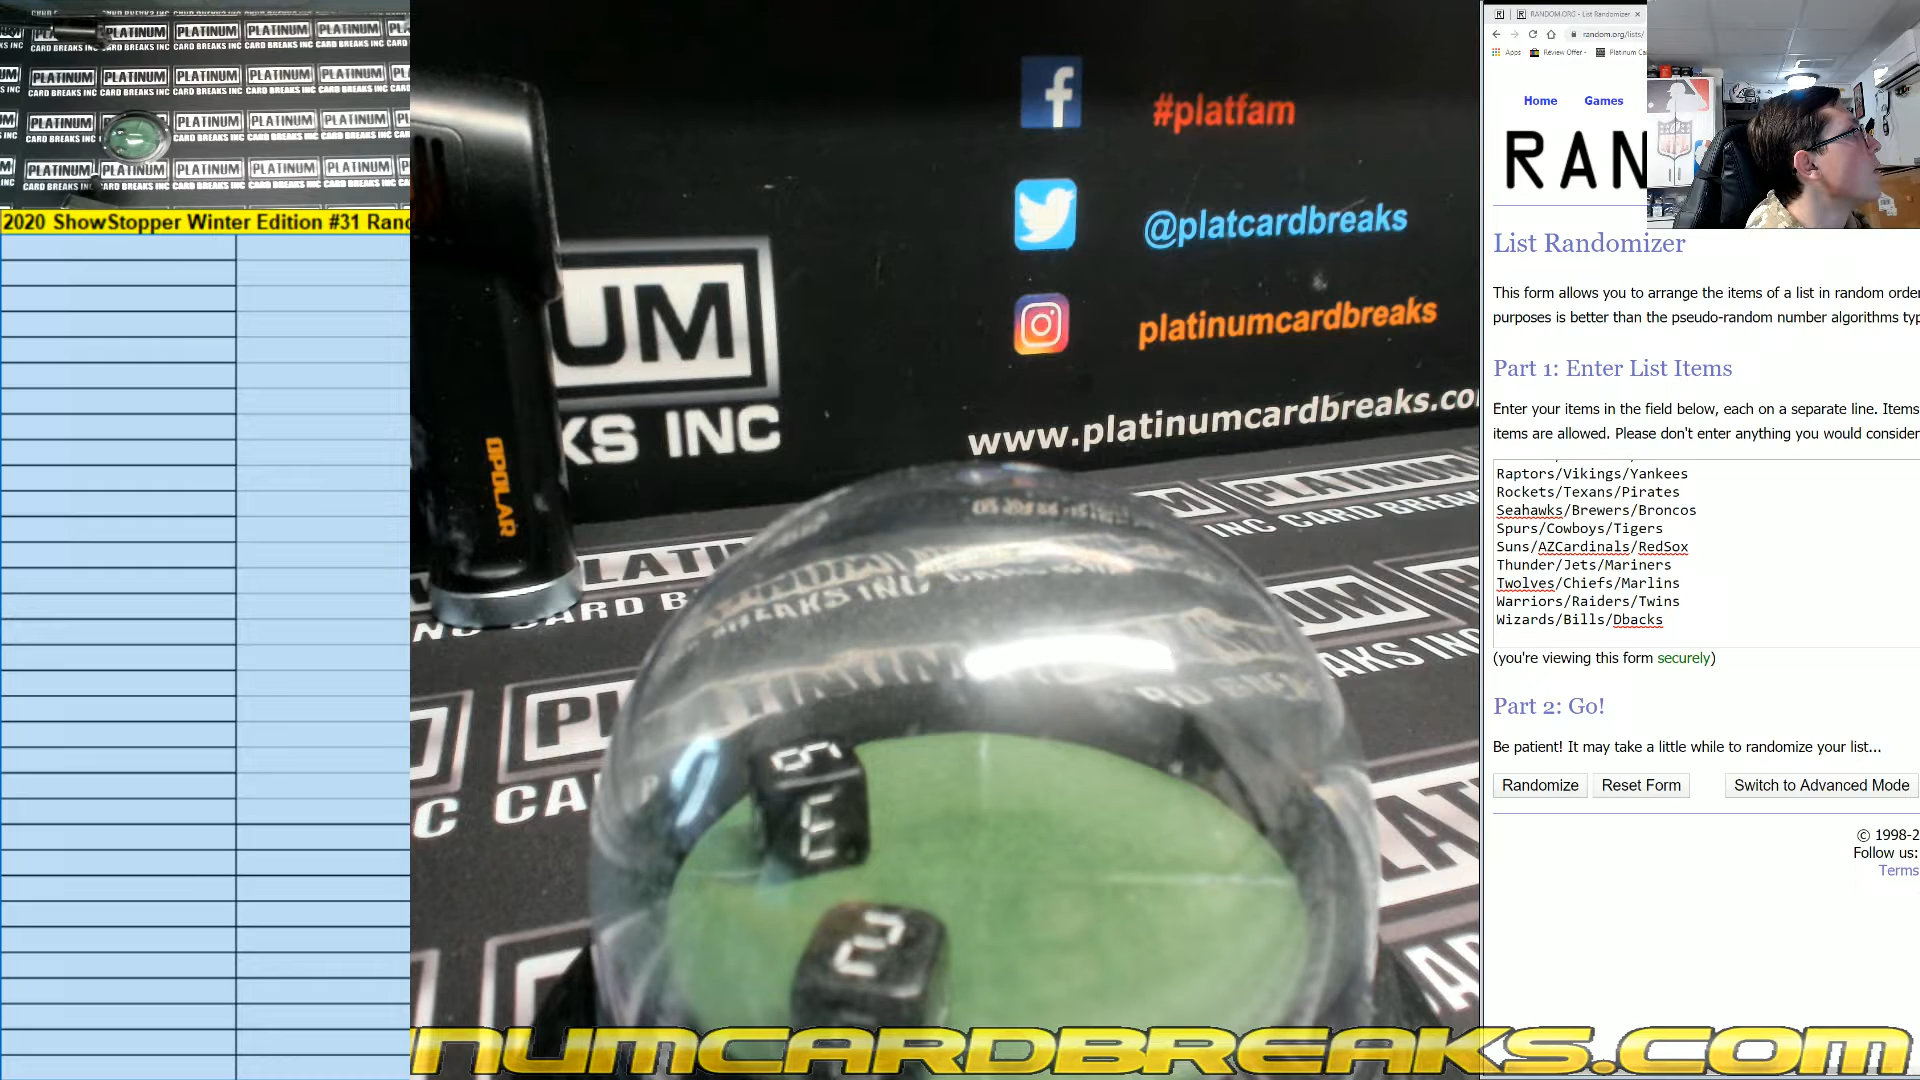 PLATINUM
CARD BREAKS INC
2020 ShowStopper Winter Edition #31 Rand
#platfam
@platcardbreaks
platinumcardbreaks
www.platinumcardbreaks.co
UM
KS INC
OPOLAR
PLATINUM
INC CARD BREAKS
2
NUMCARDBREAKS.COM
RANDOM.ORG - List Randomizer
random.org/lists/
Apps
Review Offer -
Platinum Ca
Home
Games
RAN
List Randomizer
This form allows you to arrange the items of a list in random order
purposes is better than the pseudo-random number algorithms typ
Part 1: Enter List Items
Enter your items in the field below, each on a separate line. Items
items are allowed. Please don't enter anything you would consider
Raptors/Vikings/Yankees
Rockets/Texans/Pirates
Seahawks/Brewers/Broncos
Spurs/Cowboys/Tigers
Suns/AZCardinals/RedSox
Thunder/Jets/Mariners
Twolves/Chiefs/Marlins
Warriors/Raiders/Twins
Wizards/Bills/Dbacks
(you're viewing this form securely)
Part 2: Go!
Be patient! It may take a little while to randomize your list...
Randomize
Reset Form
Switch to Advanced Mode
© 1998-2
Follow us:
Terms